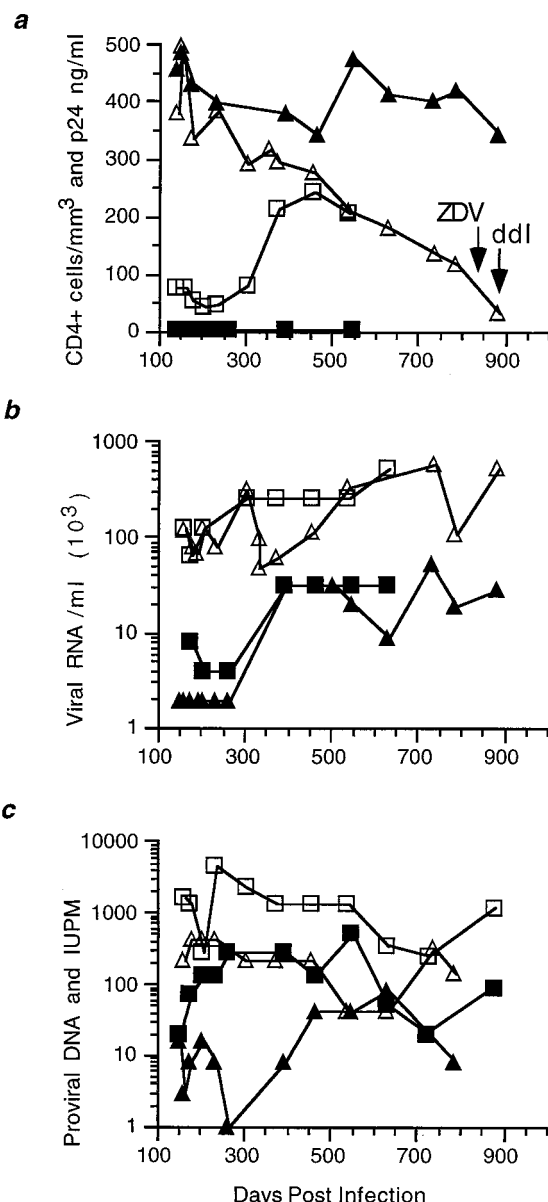 a
CD4+ cells/mm³ and p24 ng/ml
500
400
300
200
100
0
ZDV
ddI
100 300 500 700 900
b
Viral RNA/ml (10³)
1000
100
10
1
100 300 500 700 900
c
Proviral DNA and IUPM
10000
1000
100
10
1
100 300 500 700 900
Days Post Infection